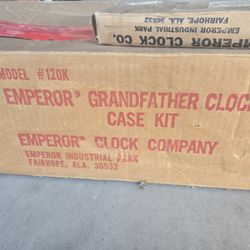 EMPEROR CLOCK CO.
EMPEROR INDUSTRIAL PARK
FAIRHOPE, ALA. 36532
MODEL #120K
EMPEROR® GRANDFATHER CLOC
CASE KIT
EMPEROR® CLOCK COMPANY
EMPEROR INDUSTRIAL PARK
FAIRHOPE, ALA. 36532